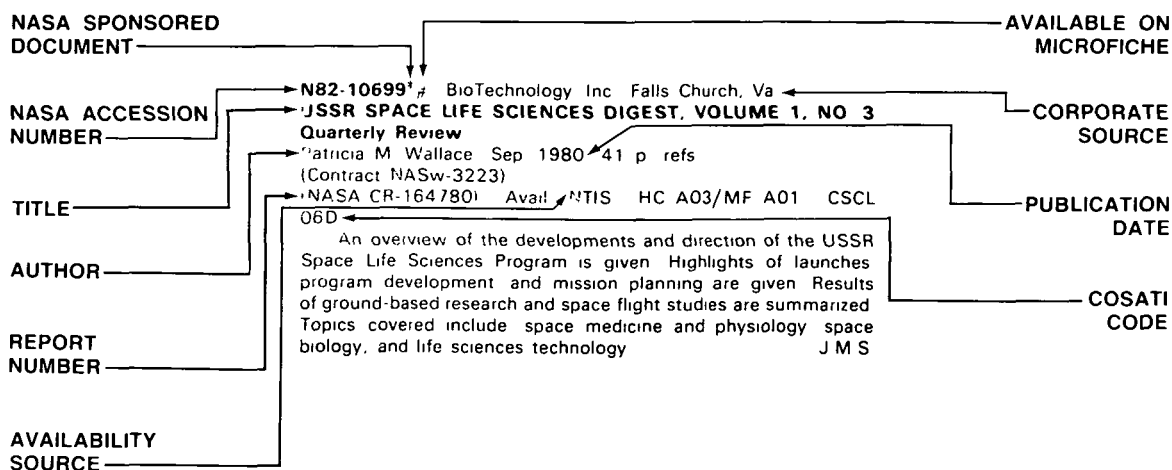 NASA SPONSORED
DOCUMENT
AVAILABLE ON
MICROFICHE
NASA ACCESSION
NUMBER
N82-10699*# BioTechnology Inc Falls Church, Va
CORPORATE
SOURCE
TITLE
USSR SPACE LIFE SCIENCES DIGEST, VOLUME 1, NO 3
Quarterly Review
AUTHOR
Patricia M Wallace Sep 1980 41 p refs
(Contract NASw-3223)
PUBLICATION
DATE
REPORT
NUMBER
(NASA CR-164780) Avail NTIS HC A03/MF A01 CSCL
06D
COSATI
CODE
An overview of the developments and direction of the USSR
Space Life Sciences Program is given Highlights of launches
program development and mission planning are given Results
of ground-based research and space flight studies are summarized
Topics covered include space medicine and physiology space
biology, and life sciences technology J M S
AVAILABILITY
SOURCE